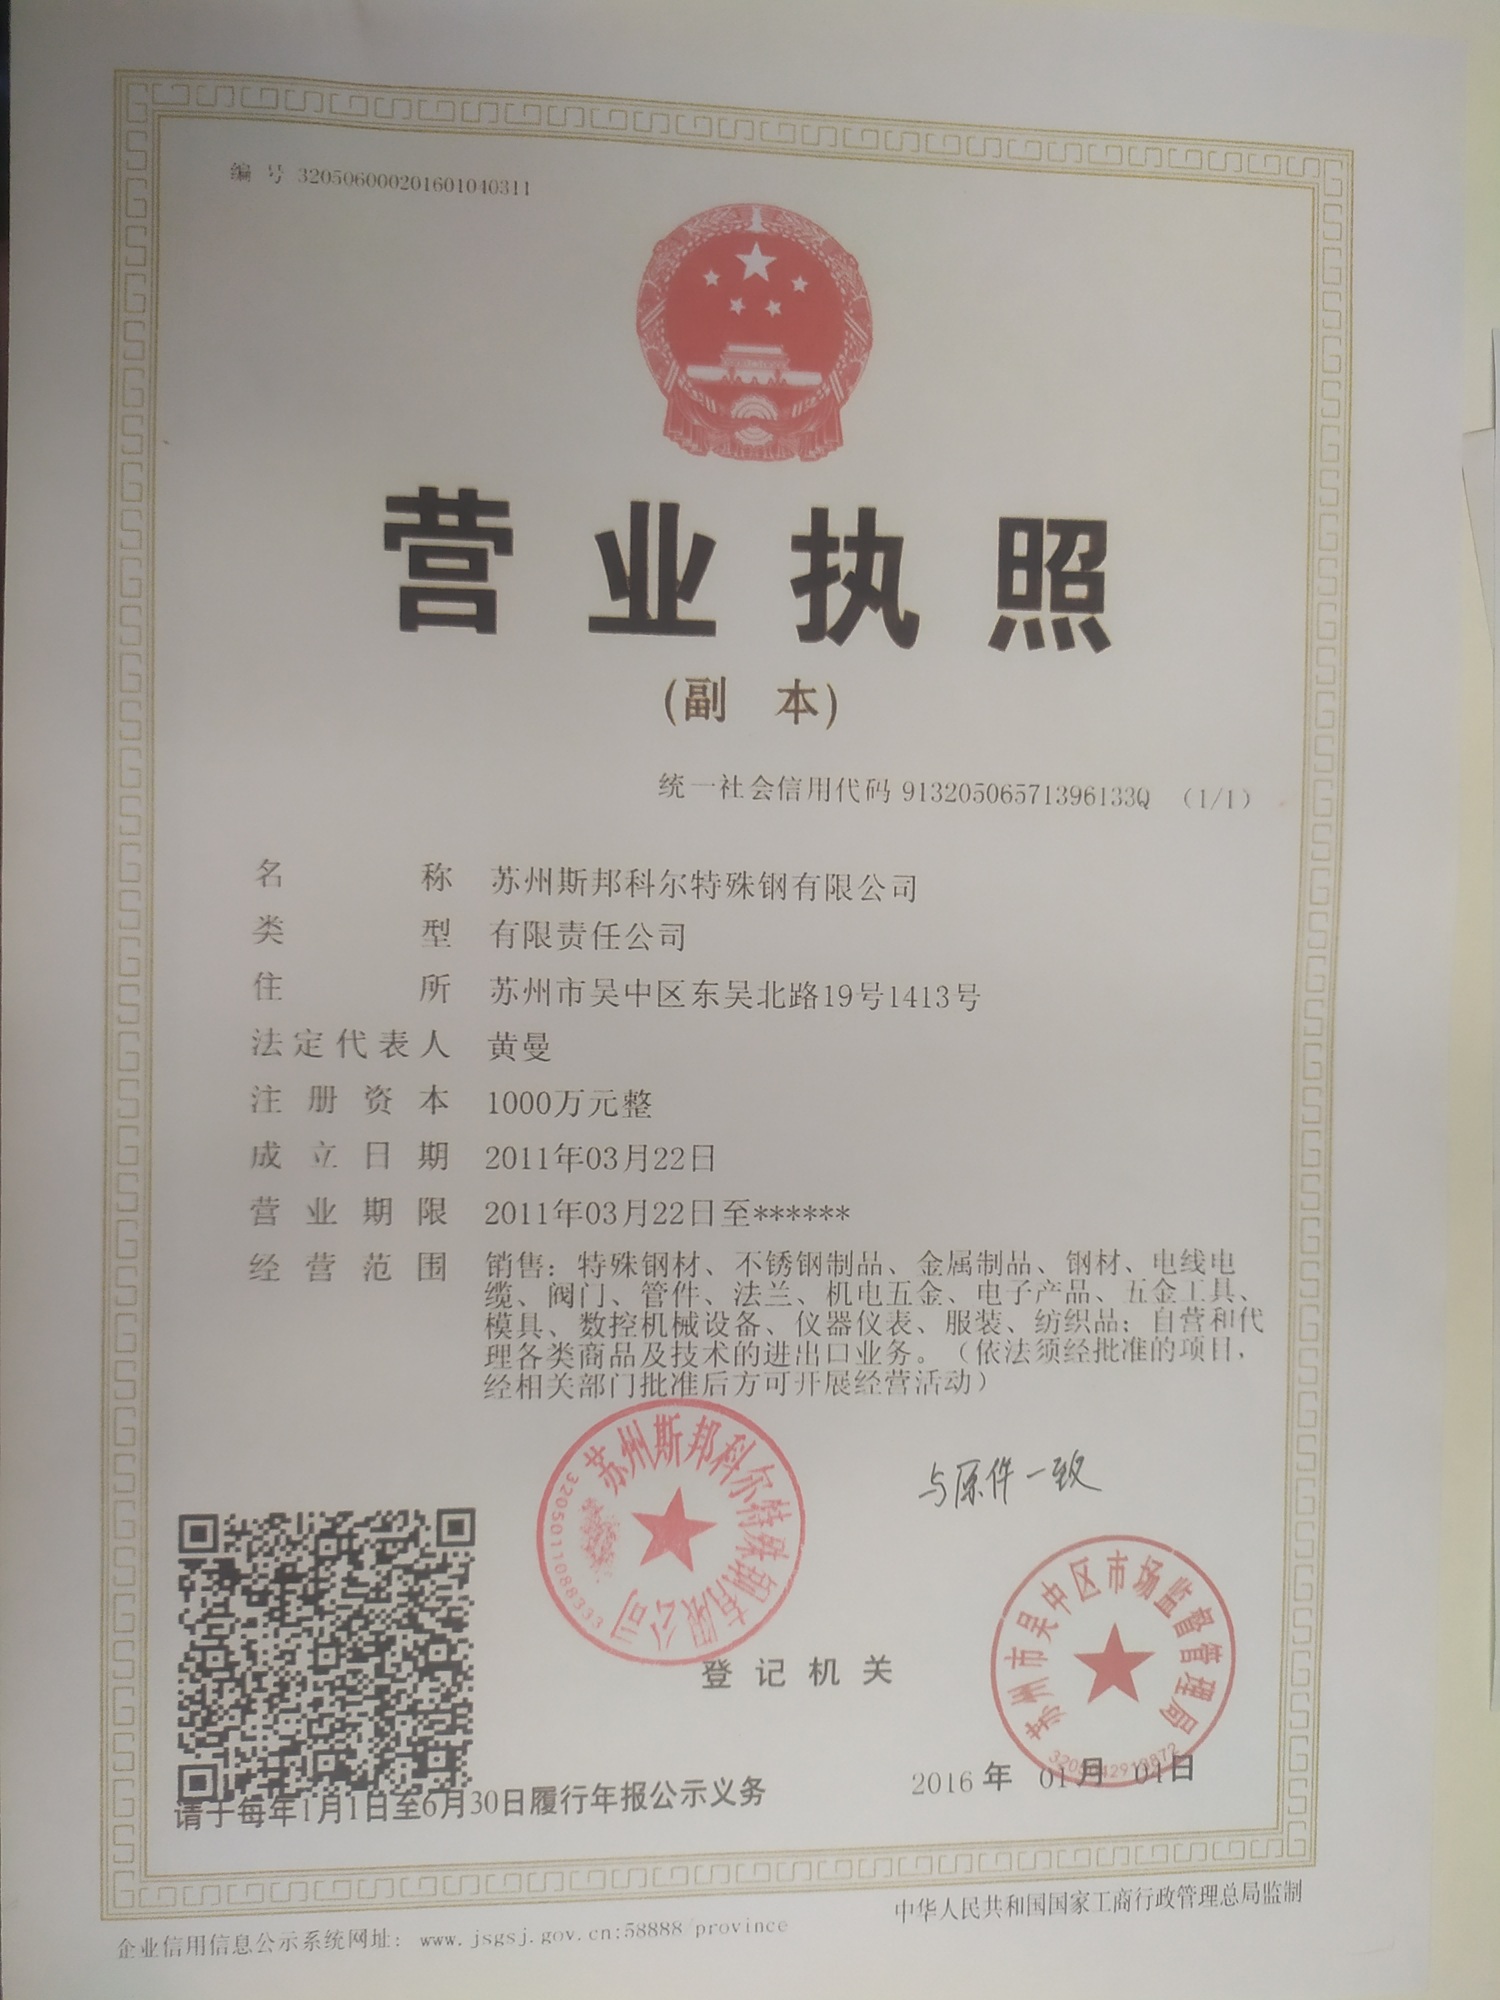 编 号 320506000201601040311
营业执照
(副 本)
统一社会信用代码 91320506571396133Q （1/1）
名 称 苏州斯邦科尔特殊钢有限公司
类 型 有限责任公司
住 所 苏州市吴中区东吴北路19号1413号
法定代表人 黄曼
注册资本 1000万元整
成立日期 2011年03月22日
营业期限 2011年03月22日至******
经营范围 销售：特殊钢材、不锈钢制品、金属制品、钢材、电线电
缆、阀门、管件、法兰、机电五金、电子产品、五金工具、
模具、数控机械设备、仪器仪表、服装、纺织品；自营和代
理各类商品及技术的进出口业务。（依法须经批准的项目，
经相关部门批准后方可开展经营活动）
苏州斯邦科尔特殊钢有限公司
3205011088333
与原件一致
苏州市吴中区市场监督管理局
登记机关
2016 年 01 月 04 日
请于每年1月1日至6月30日履行年报公示义务
中华人民共和国国家工商行政管理总局监制
企业信用信息公示系统网址：www.jsgsj.gov.cn:58888/province